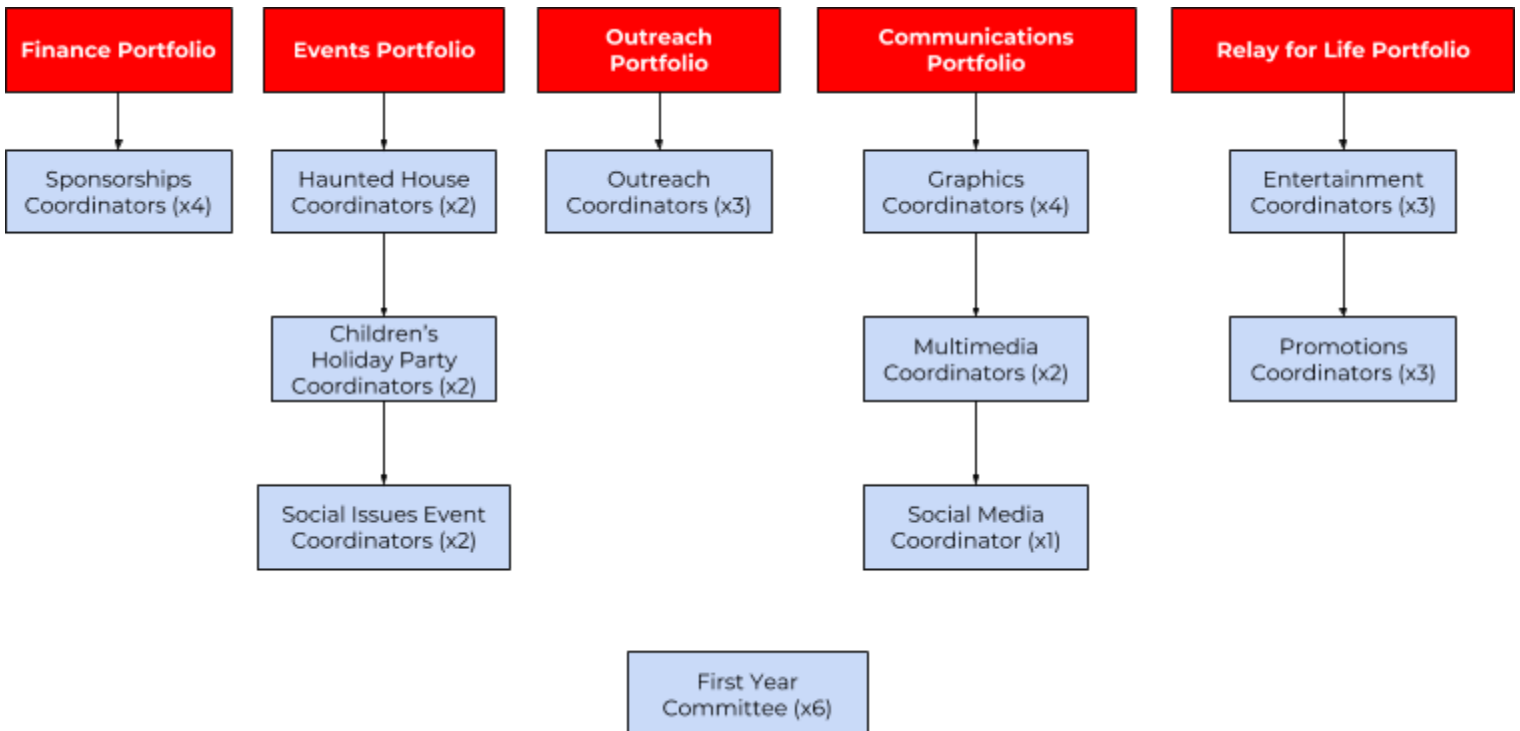 Finance Portfolio
Events Portfolio
Outreach
Portfolio
Communications
Portfolio
Relay for Life Portfolio
Sponsorships
Coordinators (x4)
Haunted House
Coordinators (x2)
Outreach
Coordinators (x3)
Graphics
Coordinators (x4)
Entertainment
Coordinators (x3)
Children’s
Holiday Party
Coordinators (x2)
Multimedia
Coordinators (x2)
Promotions
Coordinators (x3)
Social Issues Event
Coordinators (x2)
Social Media
Coordinator (x1)
First Year
Committee (x6)